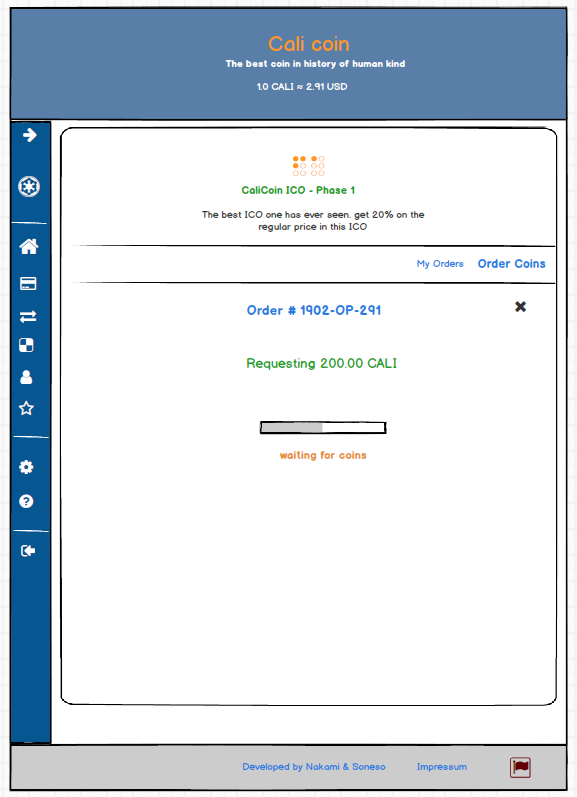 Cali coin
The best coin in history of human kind
1.0 CALI ≈ 2.91 USD
CaliCoin ICO - Phase 1
The best ICO one has ever seen. get 20% on the
regular price in this ICO
My Orders Order Coins
Order # 1902-OP-291
Requesting 200.00 CALI
waiting for coins
Developed by Nakami & Soneso Impressum